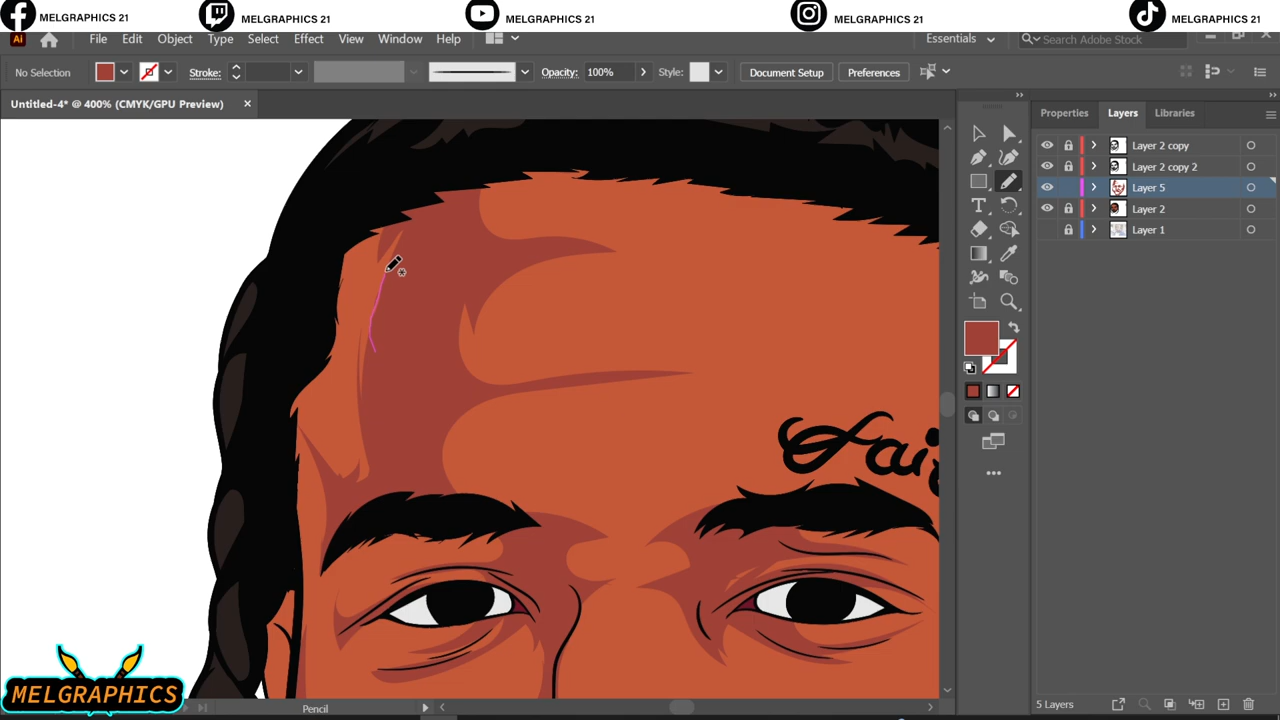 MELGRAPHICS 21 MELGRAPHICS 21 MELGRAPHICS 21 MELGRAPHICS 21 MELGRAPHICS 21
Ai File Edit Object Type Select Effect View Window Help Essentials Search Adobe Stock
No Selection Stroke: Opacity: 100% Style: Document Setup Preferences
Untitled-4* @ 400% (CMYK/GPU Preview) ×
Properties Layers Libraries
Layer 2 copy
Layer 2 copy 2
Layer 5
Layer 2
Layer 1
Fai
MELGRAPHICS
Pencil
5 Layers